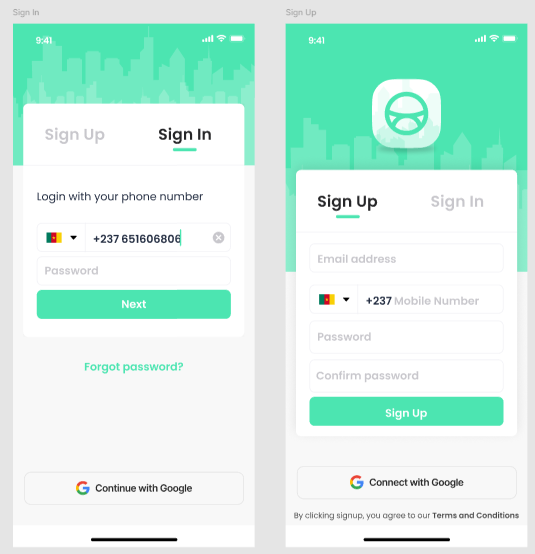 Sign In
9:41
Sign Up
Sign In
Login with your phone number
+237 651606806
Password
Next
Forgot password?
Continue with Google
Sign Up
9:41
Sign Up
Sign In
Email address
+237 Mobile Number
Password
Confirm password
Sign Up
Connect with Google
By clicking signup, you agree to our Terms and Conditions